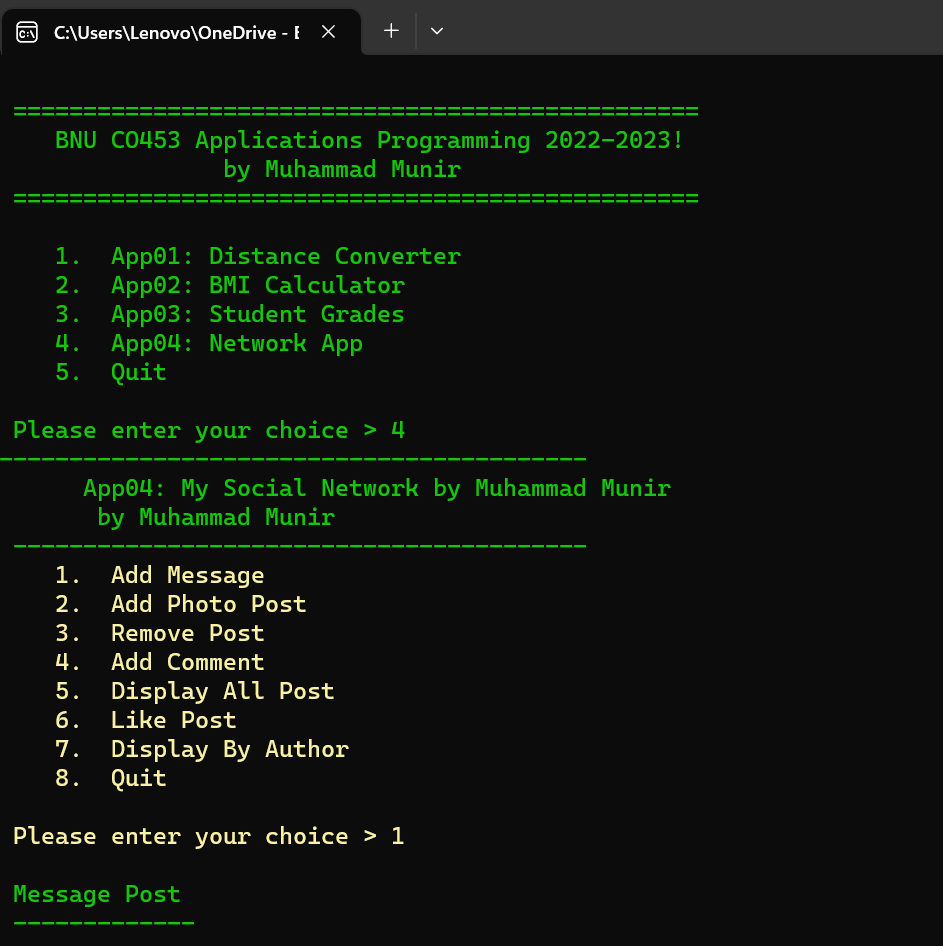 C:\Users\Lenovo\OneDrive - E
=================================================
BNU CO453 Applications Programming 2022-2023!
by Muhammad Munir
=================================================
1. App01: Distance Converter
2. App02: BMI Calculator
3. App03: Student Grades
4. App04: Network App
5. Quit
Please enter your choice > 4
------------------------------------------
App04: My Social Network by Muhammad Munir
by Muhammad Munir
-----------------------------------------
1. Add Message
2. Add Photo Post
3. Remove Post
4. Add Comment
5. Display All Post
6. Like Post
7. Display By Author
8. Quit
Please enter your choice > 1
Message Post
-------------